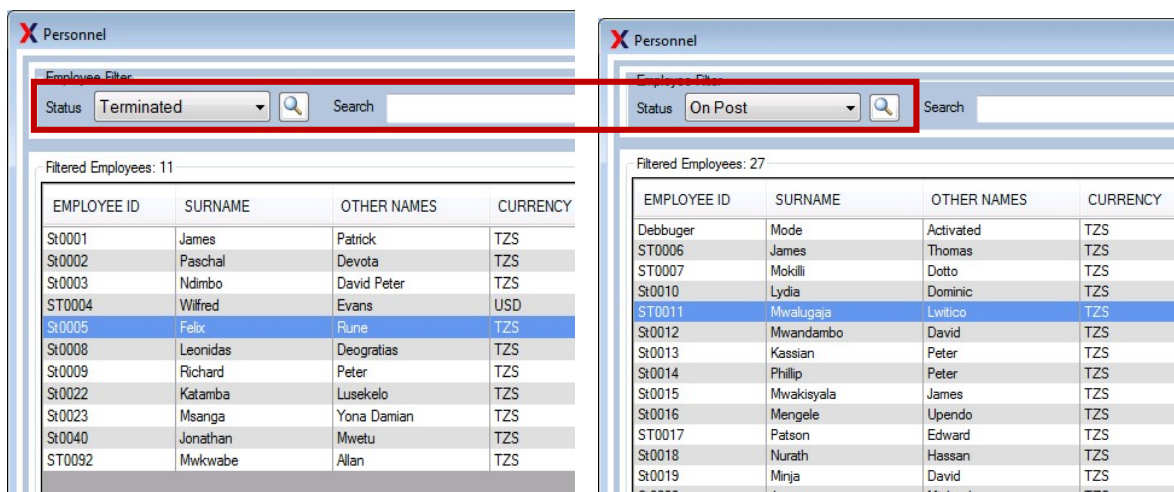 Personnel
Employee Filter
Status Terminated Search
Filtered Employees: 11
EMPLOYEE ID SURNAME OTHER NAMES CURRENCY
St0001 James Patrick TZS
St0002 Paschal Devota TZS
St0003 Ndimbo David Peter TZS
ST0004 Wilfred Evans USD
St0005 Felix Rune TZS
St0008 Leonidas Deogratias TZS
St0009 Richard Peter TZS
St0022 Katamba Lusekelo TZS
St0023 Msanga Yona Damian TZS
St0040 Jonathan Mwetu TZS
ST0092 Mwkwabe Allan TZS
Personnel
Employee Filter
Status On Post Search
Filtered Employees: 27
EMPLOYEE ID SURNAME OTHER NAMES CURRENCY
Debbuger Mode Activated TZS
ST0006 James Thomas TZS
ST0007 Mokilli Dotto TZS
St0010 Lydia Dominic TZS
ST0011 Mwalugaja Lwitico TZS
St0012 Mwandambo David TZS
St0013 Kassian Peter TZS
St0014 Phillip Peter TZS
St0015 Mwakisyala James TZS
St0016 Mengele Upendo TZS
ST0017 Patson Edward TZS
St0018 Nurath Hassan TZS
St0019 Minja David TZS